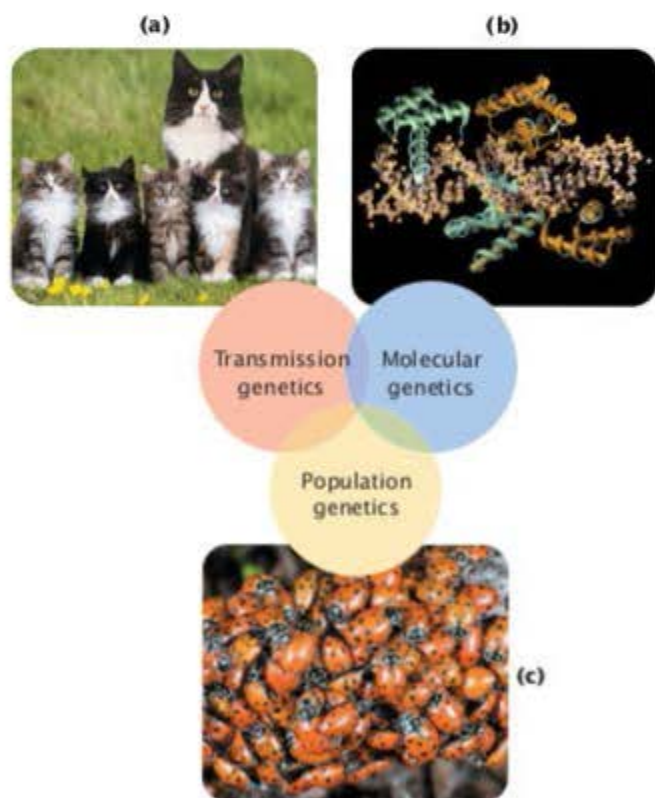 (a)
(b)
Transmission
genetics
Molecular
genetics
Population
genetics
(c)